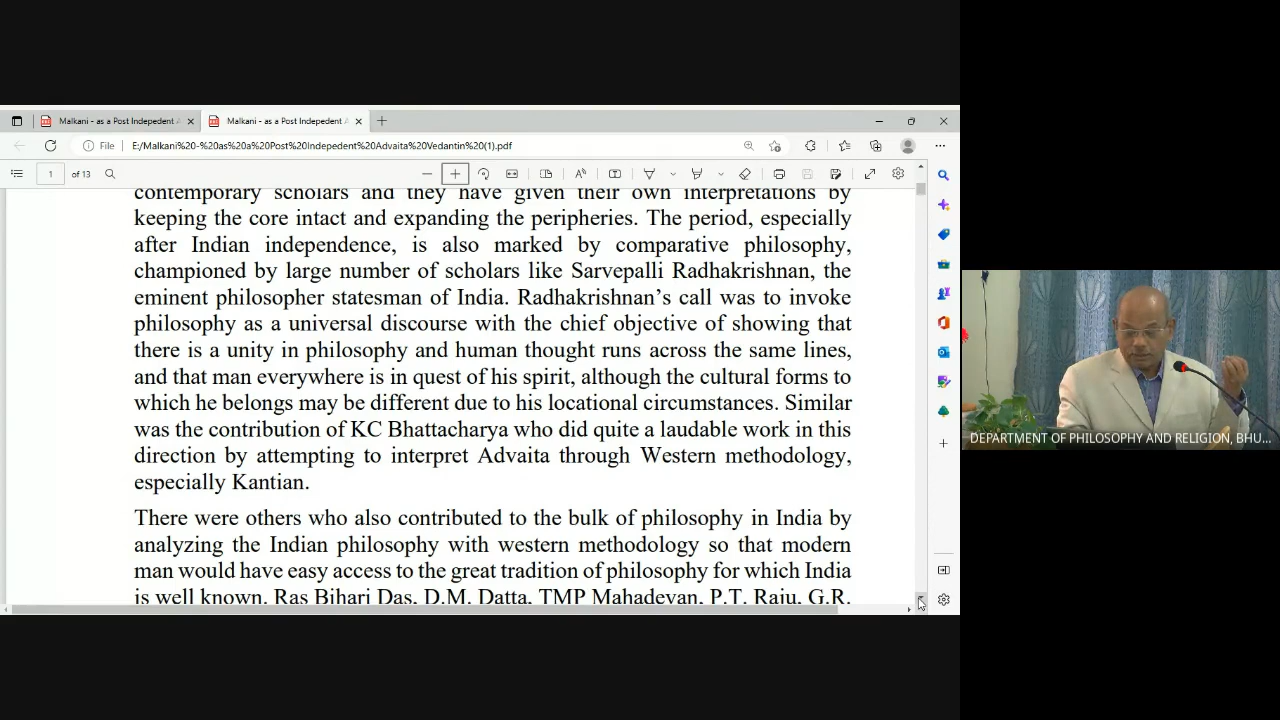 Malkani - as a Post Indepedent A
Malkani - as a Post Indepedent A
File
E:/Malkani%20-%20as%20a%20Post%20Indepedent%20Advaita%20Vedantin%20(1).pdf
1 of 13
contemporary scholars and they have given their own interpretations by
keeping the core intact and expanding the peripheries. The period, especially
after Indian independence, is also marked by comparative philosophy,
championed by large number of scholars like Sarvepalli Radhakrishnan, the
eminent philosopher statesman of India. Radhakrishnan’s call was to invoke
philosophy as a universal discourse with the chief objective of showing that
there is a unity in philosophy and human thought runs across the same lines,
and that man everywhere is in quest of his spirit, although the cultural forms to
which he belongs may be different due to his locational circumstances. Similar
was the contribution of KC Bhattacharya who did quite a laudable work in this
direction by attempting to interpret Advaita through Western methodology,
especially Kantian.
There were others who also contributed to the bulk of philosophy in India by
analyzing the Indian philosophy with western methodology so that modern
man would have easy access to the great tradition of philosophy for which India
is well known. Ras Bihari Das, D.M. Datta, TMP Mahadevan, P.T. Raju, G.R.
DEPARTMENT OF PHILOSOPHY AND RELIGION, BHU...